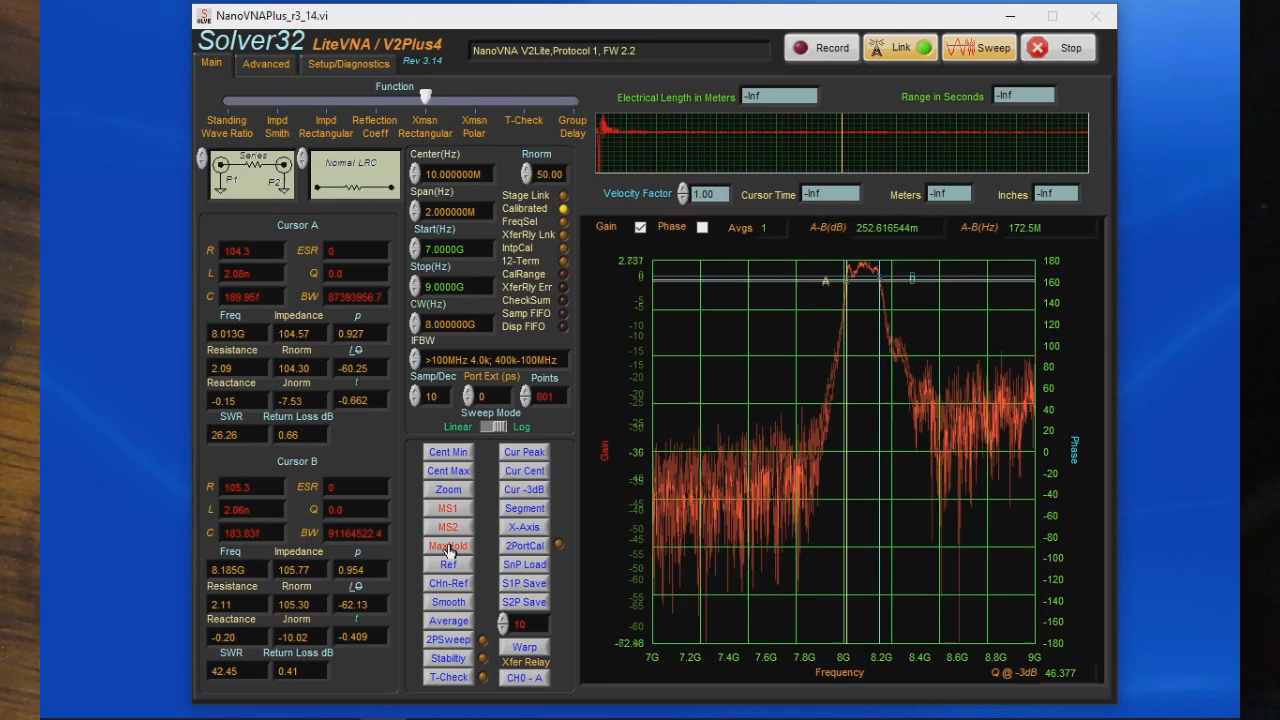 NanoVNAPlus_r3_14.vi
Solver32
LiteVNA / V2Plus4
Rev 3.14
NanoVNA V2Lite,Protocol 1, FW 2.2
Record
Link
Sweep
Stop
Main
Advanced
Setup/Diagnostics
Function
Standing Wave Ratio
Impd Smith
Impd Rectangular
Reflection Coeff
Xmsn Rectangular
Xmsn Polar
T-Check
Group Delay
Electrical Length in Meters -Inf
Range in Seconds -Inf
Velocity Factor 1.00
Cursor Time -Inf
Meters -Inf
Inches -Inf
Series
P1
P2
Normal LRC
Cursor A
R 104.3 ESR 0
L 2.08n Q 0.0
C 189.95f BW 87393956.7
Freq Impedance p
8.013G 104.57 0.927
Resistance Rnorm /_Θ
2.09 104.30 -60.25
Reactance Jnorm t
-0.15 -7.53 -0.662
SWR Return Loss dB
26.26 0.66
Cursor B
R 105.3 ESR 0
L 2.06n Q 0.0
C 183.83f BW 91164522.4
Freq Impedance p
8.185G 105.77 0.954
Resistance Rnorm /_Θ
2.11 105.30 -62.13
Reactance Jnorm t
-0.20 -10.02 -0.409
SWR Return Loss dB
42.45 0.41
Center(Hz) Rnorm
10.000000M 50.00
Span(Hz)
2.000000M
Start(Hz)
7.0000G
Stop(Hz)
9.0000G
CW(Hz)
8.000000G
Stage Link
Calibrated
FreqSel
XferRly Lnk
IntpCal
12-Term
CalRange
XferRly Err
CheckSum
Samp FIFO
Disp FIFO
IFBW
>100MHz 4.0k; 400k-100MHz
Samp/Dec Port Ext (ps) Points
10 0 801
Sweep Mode
Linear Log
Cent Min Cur Peak
Cent Max Cur Cent
Zoom Cur -3dB
MS1 Segment
MS2 X-Axis
MaxHold 2PortCal
Ref SnP Load
CHn-Ref S1P Save
Smooth S2P Save
Average 10
2PSweep Warp
Stabltiy Xfer Relay
T-Check CH0 - A
Gain Phase Avgs 1 A-B(dB) 252.616544m A-B(Hz) 172.5M
A
B
0
-5
-10
-15
-20
180
160
140
120
100
80
60
40
20
0
-20
-40
-60
-80
-100
-120
-140
-160
-180
Gain
Phase
7G 7.2G 7.4G 7.6G 7.8G 8G 8.2G 8.4G 8.6G 8.8G 9G
Frequency
Q @ -3dB 46.377